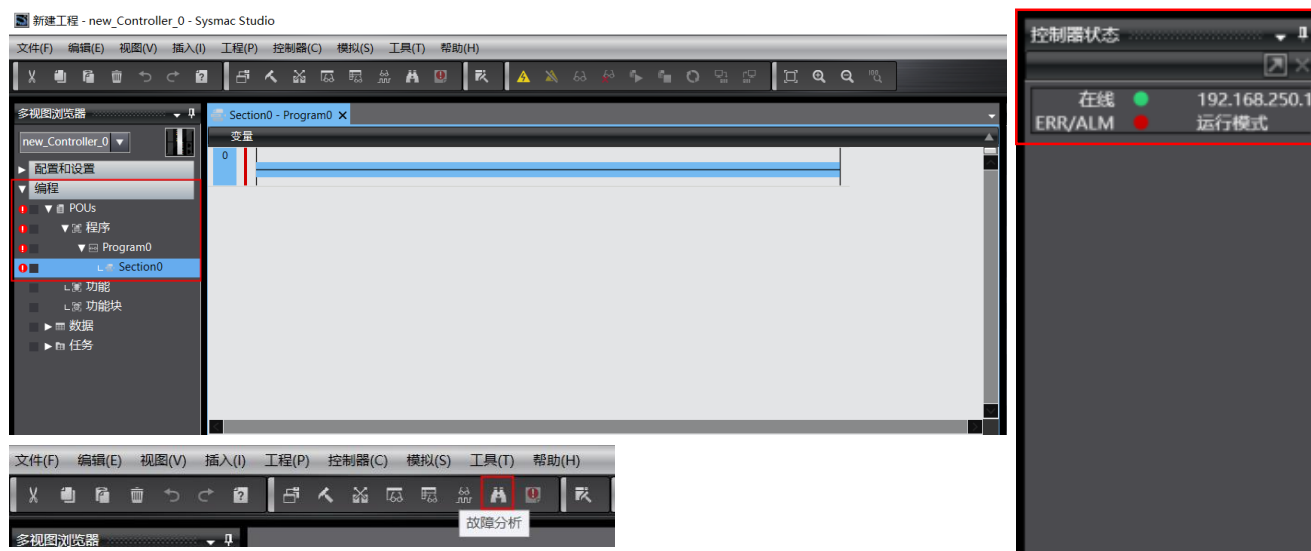 新建工程 - new_Controller_0 - Sysmac Studio
文件(F) 编辑(E) 视图(V) 插入(I) 工程(P) 控制器(C) 模拟(S) 工具(T) 帮助(H)
多视图浏览器
new_Controller_0
配置和设置
编程
POUs
程序
Program0
Section0
功能
功能块
数据
任务
Section0 - Program0
变量
0
控制器状态
在线 192.168.250.1
ERR/ALM 运行模式
文件(F) 编辑(E) 视图(V) 插入(I) 工程(P) 控制器(C) 模拟(S) 工具(T) 帮助(H)
故障分析
多视图浏览器